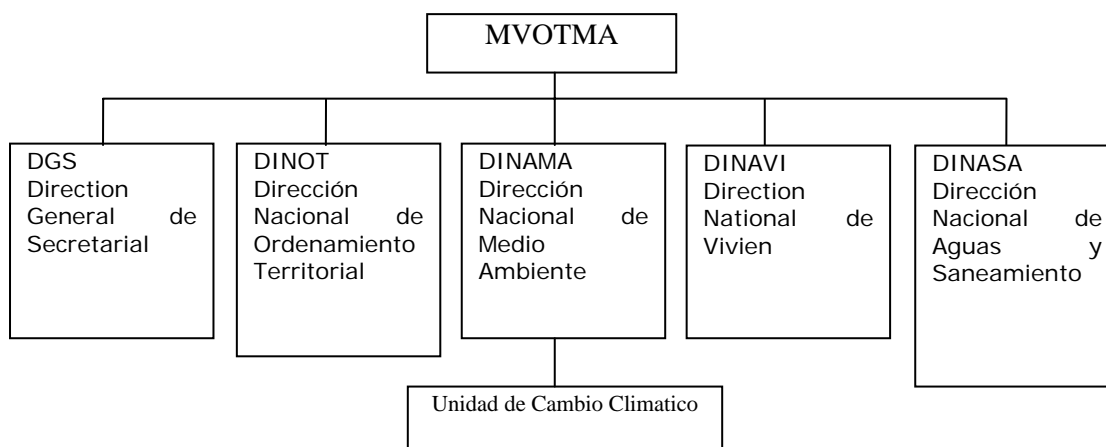 MVOTMA
DGS
Direction
General de
Secretarial
DINOT
Dirección
Nacional de
Ordenamiento
Territorial
DINAMA
Dirección
Nacional de
Medio
Ambiente
DINAVI
Direction
National de
Vivien
DINASA
Dirección
Nacional de
Aguas y
Saneamiento
Unidad de Cambio Climatico